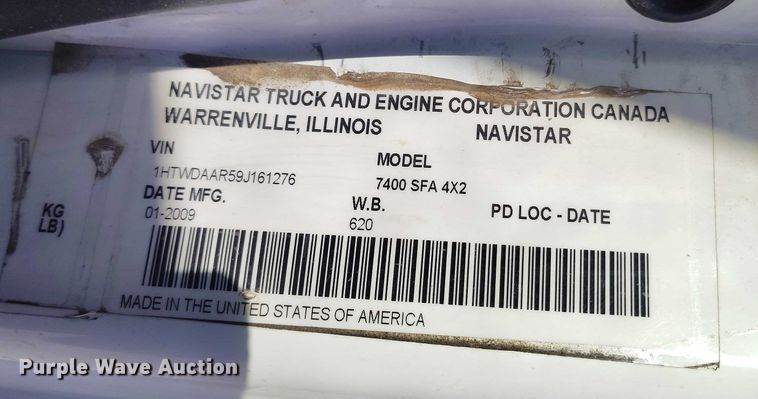 NAVISTAR TRUCK AND ENGINE CORPORATION CANADA
WARRENVILLE, ILLINOIS NAVISTAR
VIN MODEL
1HTWDAAR59J161276 7400 SFA 4X2
DATE MFG. W.B. PD LOC - DATE
01-2009 620
KG
LB)
MADE IN THE UNITED STATES OF AMERICA
Purple Wave Auction